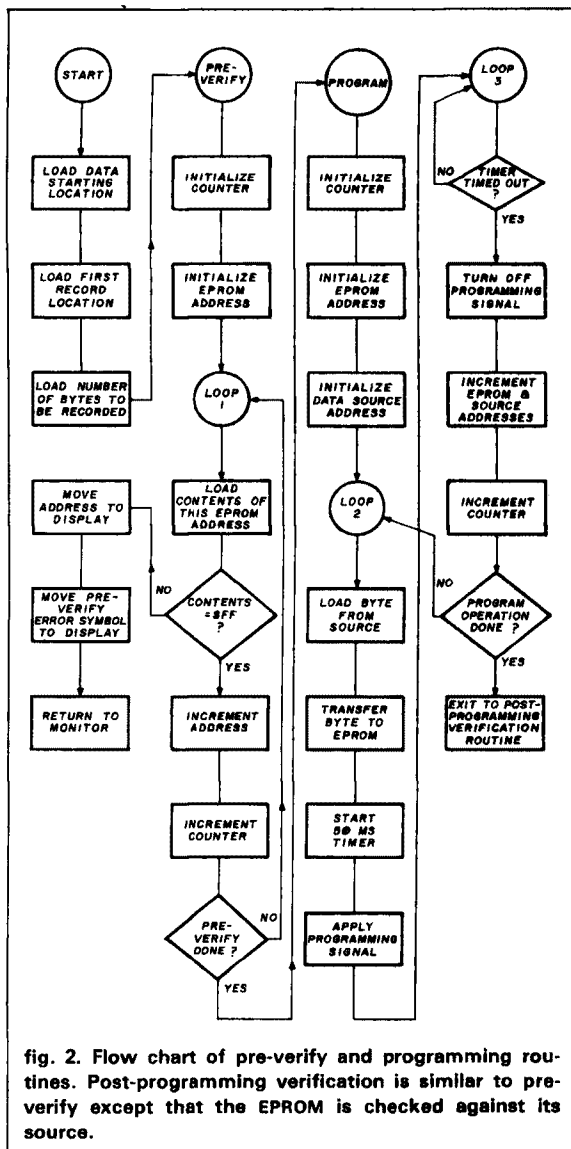 START
LOAD DATA
STARTING
LOCATION
LOAD FIRST
RECORD
LOCATION
LOAD NUMBER
OF BYTES TO
BE RECORDED
MOVE
ADDRESS TO
DISPLAY
MOVE PRE-
VERIFY
ERROR SYMBOL
TO DISPLAY
RETURN TO
MONITOR
PRE-
VERIFY
INITIALIZE
COUNTER
INITIALIZE
EPROM
ADDRESS
LOOP
1
LOAD
CONTENTS OF
THIS EPROM
ADDRESS
NO
CONTENTS
=$FF
?
YES
INCREMENT
ADDRESS
INCREMENT
COUNTER
NO
PRE-
VERIFY
DONE ?
YES
PROGRAM
INITIALIZE
COUNTER
INITIALIZE
EPROM
ADDRESS
INITIALIZE
DATA SOURCE
ADDRESS
LOOP
2
LOAD BYTE
FROM
SOURCE
TRANSFER
BYTE TO
EPROM
START
50 MS
TIMER
APPLY
PROGRAMMING
SIGNAL
LOOP
3
NO
TIMER
TIMED OUT
?
YES
TURN OFF
PROGRAMMING
SIGNAL
INCREMENT
EPROM &
SOURCE
ADDRESSES
INCREMENT
COUNTER
NO
PROGRAM
OPERATION
DONE ?
YES
EXIT TO POST-
PROGRAMMING
VERIFICATION
ROUTINE
fig. 2. Flow chart of pre-verify and programming rou-
tines. Post-programming verification is similar to pre-
verify except that the EPROM is checked against its
source.